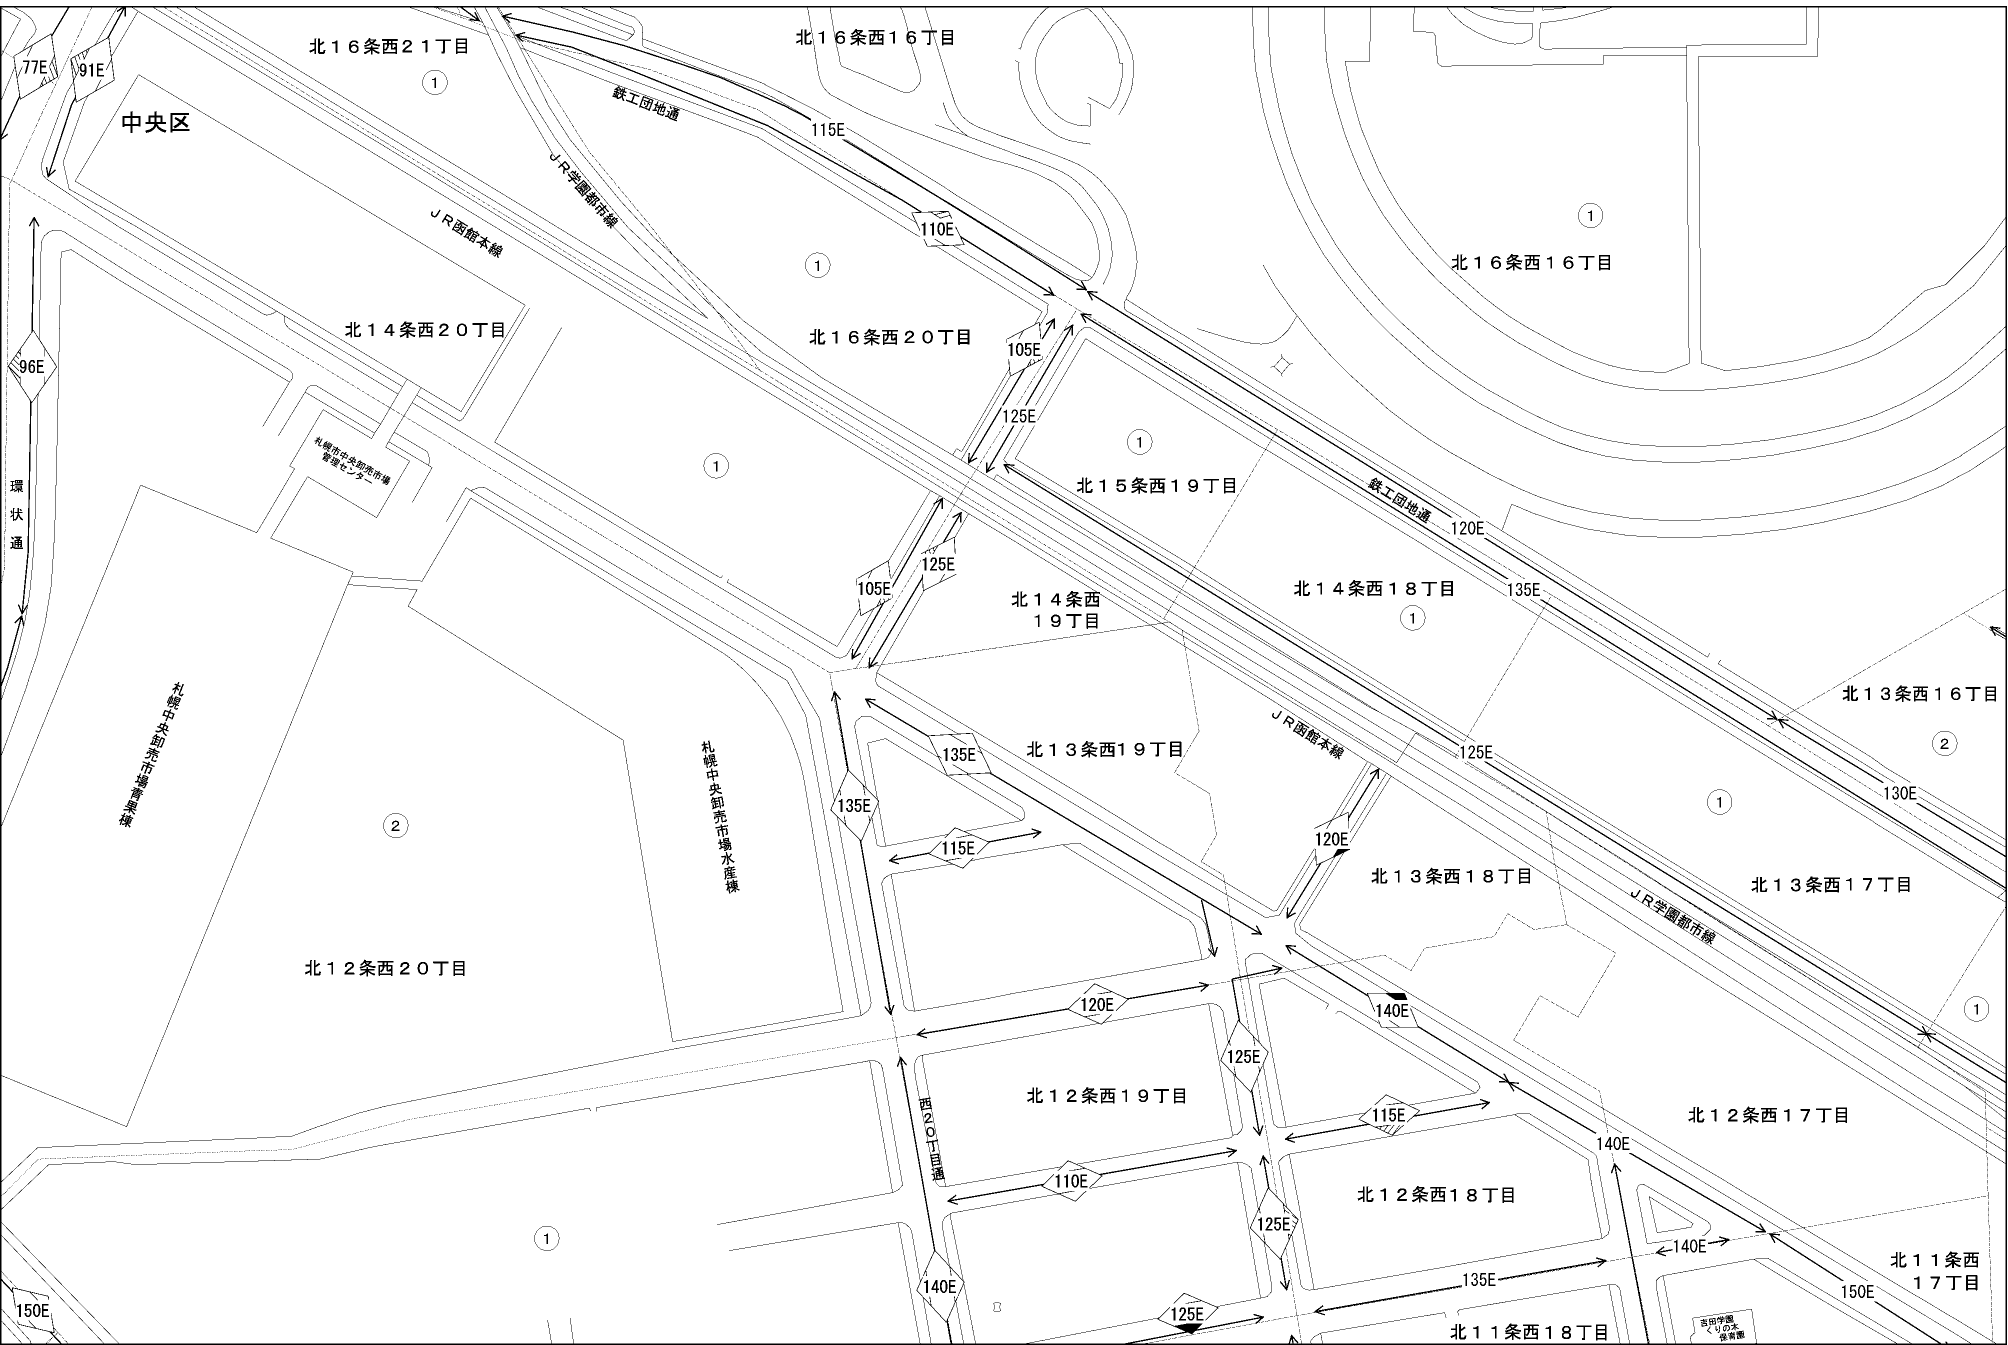 北１６条西２１丁目
北１６条西１６丁目
77E
91E
1
中央区
鉄工団地通
115E
ＪＲ学園都市線
ＪＲ函館本線
110E
1
1
北１６条西１６丁目
北１４条西２０丁目
北１６条西２０丁目
105E
96E
125E
札幌市中央卸売市場
管理センター
1
1
北１５条西１９丁目
環状通
鉄工団地通
120E
125E
105E
北１４条西
１９丁目
北１４条西１８丁目
135E
1
札幌中央卸売市場青果棟
札幌中央卸売市場水産棟
北１３条西１９丁目
135E
ＪＲ函館本線
125E
北１３条西１６丁目
2
130E
1
135E
2
115E
120E
北１３条西１８丁目
北１３条西１７丁目
ＪＲ学園都市線
北１２条西２０丁目
120E
140E
1
125E
西２０丁目通
北１２条西１９丁目
115E
140E
北１２条西１７丁目
110E
北１２条西１８丁目
125E
1
140E
135E
140E
北１１条西
１７丁目
150E
150E
125E
北１１条西１８丁目
吉田学園
くりの木
保育園